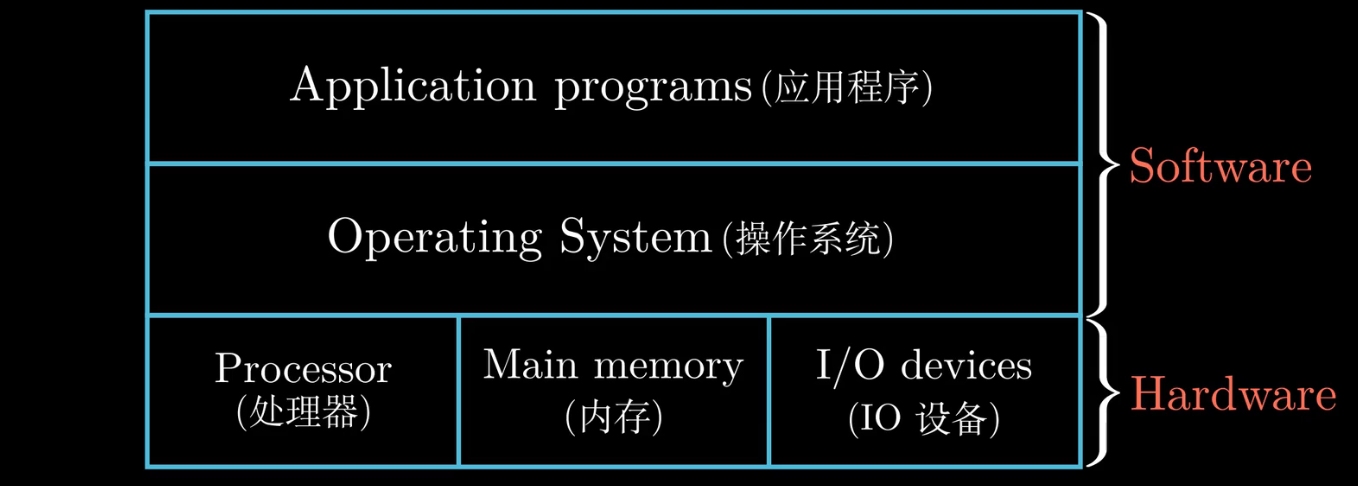 Application programs(应用程序)
Software
Operating System(操作系统)
Processor
(处理器)
Main memory
(内存)
I/O devices
(IO 设备)
Hardware